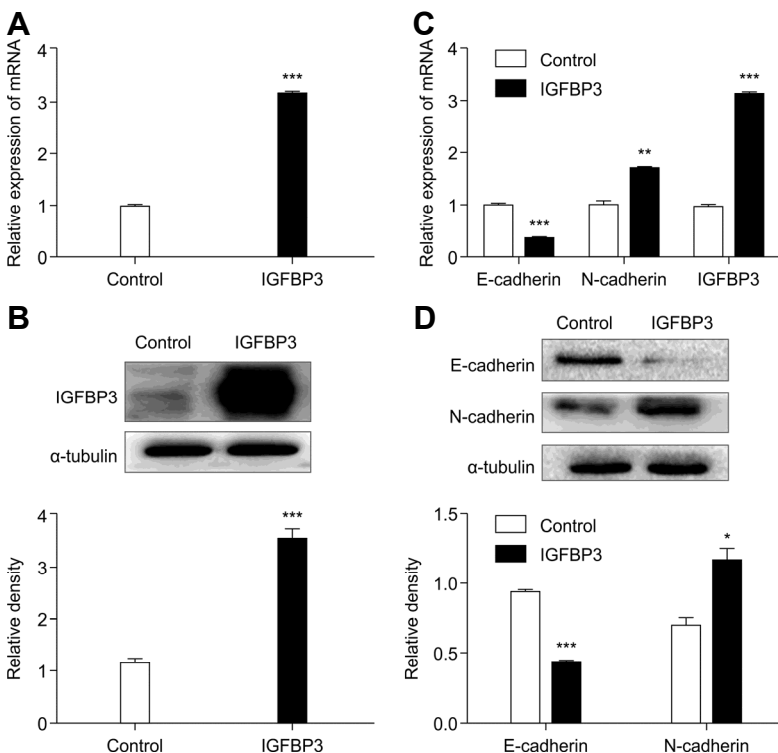 A
Relative expression of mRNA
4
3
2
1
0
***
Control
IGFBP3
C
Relative expression of mRNA
4
3
2
1
0
Control
IGFBP3
***
**
***
E-cadherin
N-cadherin
IGFBP3
B
Control
IGFBP3
IGFBP3
α-tubulin
Relative density
4
3
2
1
0
***
Control
IGFBP3
D
Control
IGFBP3
E-cadherin
N-cadherin
α-tubulin
Relative density
1.5
1.0
0.5
0.0
Control
IGFBP3
***
*
E-cadherin
N-cadherin